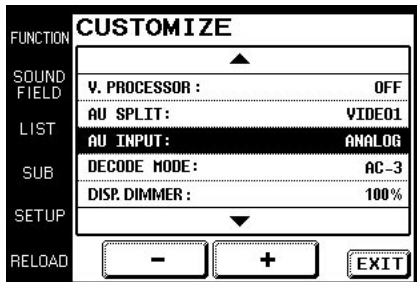 CUSTOMIZE
FUNCTION
SOUND
FIELD
LIST
SUB
SETUP
RELOAD
V. PROCESSOR : OFF
AU SPLIT: VIDEO1
AU INPUT: ANALOG
DECODE MODE: AC-3
DISP. DIMMER : 100%
- + EXIT